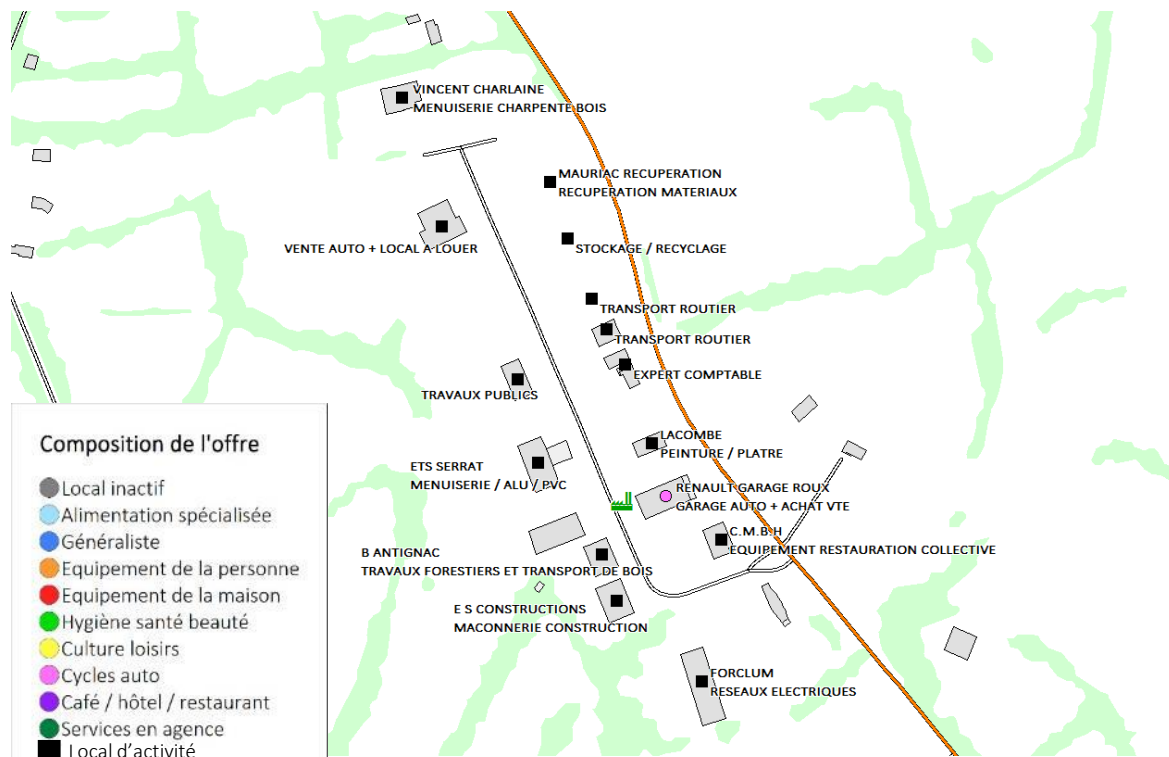 VINCENT CHARLAINE
MENUISERIE CHARPENTE BOIS
MAURIAC RECUPERATION
RECUPERATION MATERIAUX
VENTE AUTO + LOCAL A LOUER
STOCKAGE / RECYCLAGE
TRANSPORT ROUTIER
TRANSPORT ROUTIER
EXPERT COMPTABLE
TRAVAUX PUBLICS
LACOMBE
PEINTURE / PLATRE
ETS SERRAT
MENUISERIE / ALU / PVC
RENAULT GARAGE ROUX
GARAGE AUTO + ACHAT VTE
C.M.B.H
EQUIPEMENT RESTAURATION COLLECTIVE
B ANTIGNAC
TRAVAUX FORESTIERS ET TRANSPORT DE BOIS
E S CONSTRUCTIONS
MACONNERIE CONSTRUCTION
FORCLUM
RESEAUX ELECTRIQUES
Composition de l'offre
Local inactif
Alimentation spécialisée
Généraliste
Equipement de la personne
Equipement de la maison
Hygiène santé beauté
Culture loisirs
Cycles auto
Café / hôtel / restaurant
Services en agence
Local d'activité